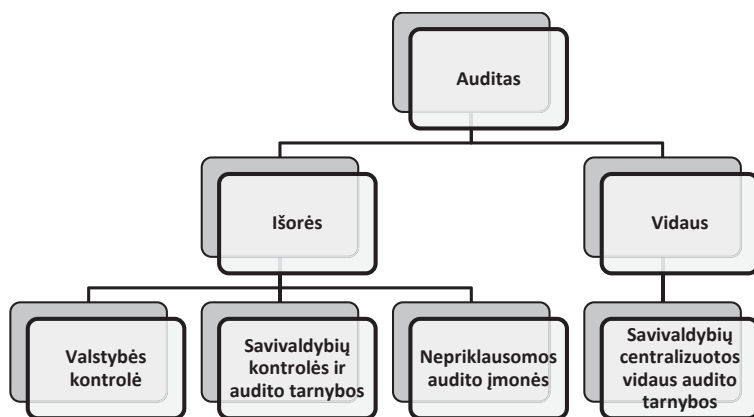 Auditas
Išorės
Vidaus
Valstybės
kontrolė
Savivaldybių
kontrolės ir
audito tarnybos
Nepriklausomos
audito įmonės
Savivaldybių
centralizuotos
vidaus audito
tarnybos